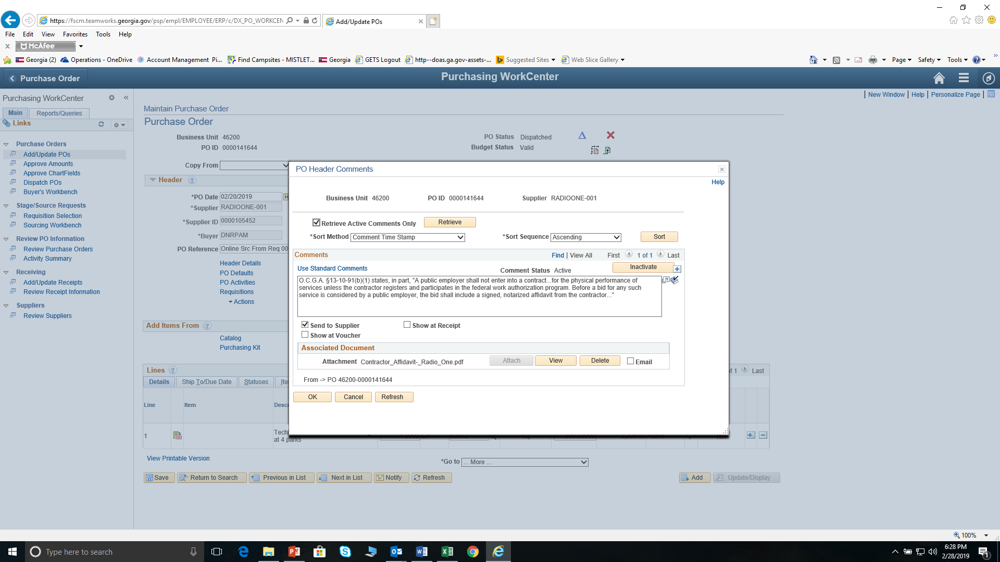 https://fscm.teamworks.georgia.gov/psp/empl/EMPLOYEE/ERP/c/DX_PO_WORKCEN
Add/Update POs
File Edit View Favorites Tools Help
x McAfee
Georgia (2) Operations - OneDrive Account Management Pi... Find Campsites - MISTLET... Georgia GETS Logout http--doas.ga.gov-assets-... Suggested Sites Web Slice Gallery Page Safety Tools
Purchase Order
Purchasing WorkCenter
New Window | Help | Personalize Page
Purchasing WorkCenter
Main Reports/Queries
Links
Purchase Orders
Add/Update POs
Approve Amounts
Approve ChartFields
Dispatch POs
Buyer's Workbench
Stage/Source Requests
Requisition Selection
Sourcing Workbench
Review PO Information
Review Purchase Orders
Activity Summary
Receiving
Add/Update Receipts
Review Receipt Information
Suppliers
Review Suppliers
Maintain Purchase Order
Purchase Order
Business Unit 46200
PO ID 0000141644
PO Status Dispatched
Budget Status Valid
Copy From
Header
*PO Date 02/20/2019
*Supplier RADIOONE-001
*Supplier ID 0000105452
*Buyer DNRPAM
PO Reference Online Src From Req 00
Header Details
PO Defaults
PO Activities
Requisitions
Actions
Add Items From
Catalog
Purchasing Kit
PO Header Comments
Help
Business Unit 46200 PO ID 0000141644 Supplier RADIOONE-001
Retrieve Active Comments Only Retrieve
*Sort Method Comment Time Stamp *Sort Sequence Ascending Sort
Comments Find | View All First 1 of 1 Last
Use Standard Comments Comment Status Active Inactivate
O.C.G.A. §13-10-91(b)(1) states, in part, "A public employer shall not enter into a contract...for the physical performance of
services unless the contractor registers and participates in the federal work authorization program. Before a bid for any such
service is considered by a public employer, the bid shall include a signed, notarized affidavit from the contractor..."
Send to Supplier Show at Receipt
Show at Voucher
Associated Document
Attachment Contractor_Affidavit-_Radio_One.pdf Attach View Delete Email
From -> PO 46200-0000141644
OK Cancel Refresh
Lines
of 1 Last
Details Ship To/Due Date Statuses
Line Item
1
at 4 parks
View Printable Version
*Go to ... More ...
Save Return to Search Previous in List Next in List Notify Refresh Add Update/Display
100%
Type here to search
6:28 PM
2/28/2019
1